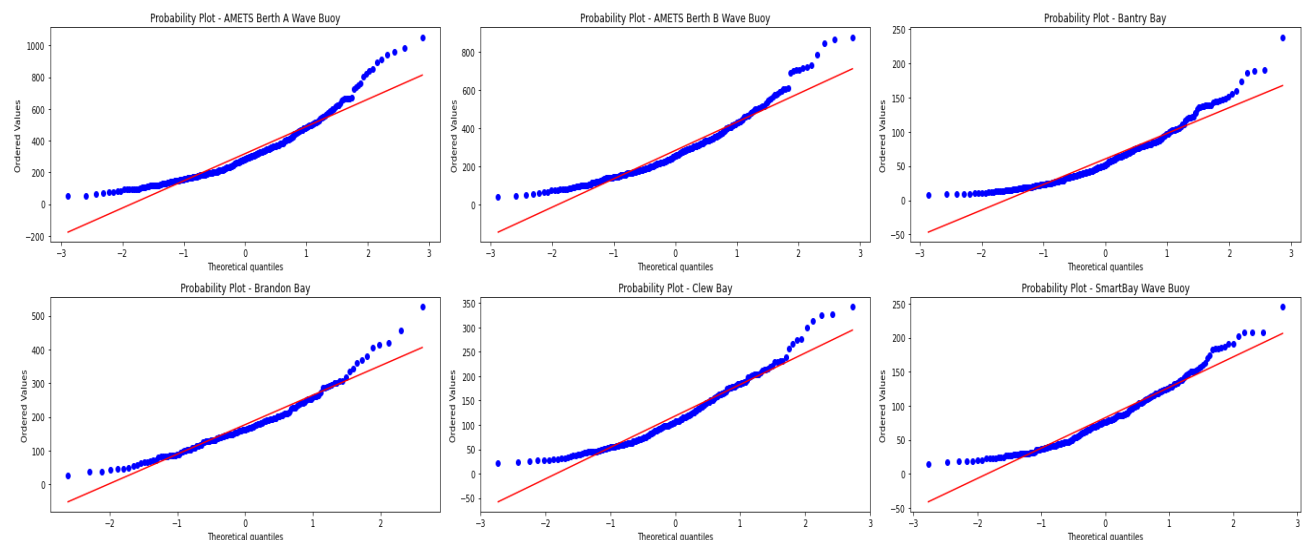 Probability Plot - AMETS Berth A Wave Buoy
Ordered Values
1000
800
600
400
200
0
−200
−3 −2 −1 0 1 2 3
Theoretical quantiles
Probability Plot - AMETS Berth B Wave Buoy
Ordered Values
800
600
400
200
0
−3 −2 −1 0 1 2 3
Theoretical quantiles
Probability Plot - Bantry Bay
Ordered Values
250
200
150
100
50
0
−50
−3 −2 −1 0 1 2 3
Theoretical quantiles
Probability Plot - Brandon Bay
Ordered Values
500
400
300
200
100
0
−2 −1 0 1 2
Theoretical quantiles
Probability Plot - Clew Bay
Ordered Values
350
300
250
200
150
100
50
0
−50
−3 −2 −1 0 1 2 3
Theoretical quantiles
Probability Plot - SmartBay Wave Buoy
Ordered Values
250
200
150
100
50
0
−50
−3 −2 −1 0 1 2 3
Theoretical quantiles